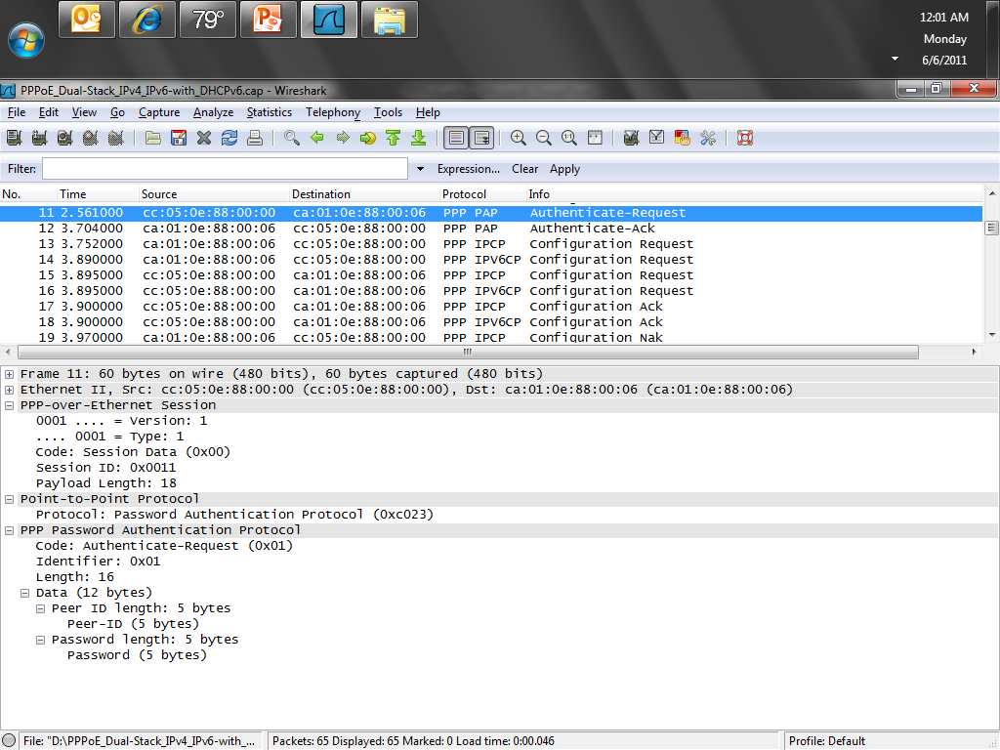 79°
12:01 AM
Monday
6/6/2011
PPPoE_Dual-Stack_IPv4_IPv6-with_DHCPv6.cap - Wireshark
File Edit View Go Capture Analyze Statistics Telephony Tools Help
Filter: Expression... Clear Apply
No. Time Source Destination Protocol Info
11 2.561000 cc:05:0e:88:00:00 ca:01:0e:88:00:06 PPP PAP Authenticate-Request
12 3.704000 ca:01:0e:88:00:06 cc:05:0e:88:00:00 PPP PAP Authenticate-Ack
13 3.752000 ca:01:0e:88:00:06 cc:05:0e:88:00:00 PPP IPCP Configuration Request
14 3.890000 ca:01:0e:88:00:06 cc:05:0e:88:00:00 PPP IPV6CP Configuration Request
15 3.895000 cc:05:0e:88:00:00 ca:01:0e:88:00:06 PPP IPCP Configuration Request
16 3.895000 cc:05:0e:88:00:00 ca:01:0e:88:00:06 PPP IPV6CP Configuration Request
17 3.900000 cc:05:0e:88:00:00 ca:01:0e:88:00:06 PPP IPCP Configuration Ack
18 3.900000 cc:05:0e:88:00:00 ca:01:0e:88:00:06 PPP IPV6CP Configuration Ack
19 3.970000 ca:01:0e:88:00:06 cc:05:0e:88:00:00 PPP IPCP Configuration Nak
Frame 11: 60 bytes on wire (480 bits), 60 bytes captured (480 bits)
Ethernet II, Src: cc:05:0e:88:00:00 (cc:05:0e:88:00:00), Dst: ca:01:0e:88:00:06 (ca:01:0e:88:00:06)
PPP-over-Ethernet Session
0001 .... = Version: 1
.... 0001 = Type: 1
Code: Session Data (0x00)
Session ID: 0x0011
Payload Length: 18
Point-to-Point Protocol
Protocol: Password Authentication Protocol (0xc023)
PPP Password Authentication Protocol
Code: Authenticate-Request (0x01)
Identifier: 0x01
Length: 16
Data (12 bytes)
Peer ID length: 5 bytes
Peer-ID (5 bytes)
Password length: 5 bytes
Password (5 bytes)
File: "D:\PPPoE_Dual-Stack_IPv4_IPv6-with_... Packets: 65 Displayed: 65 Marked: 0 Load time: 0:00.046 Profile: Default